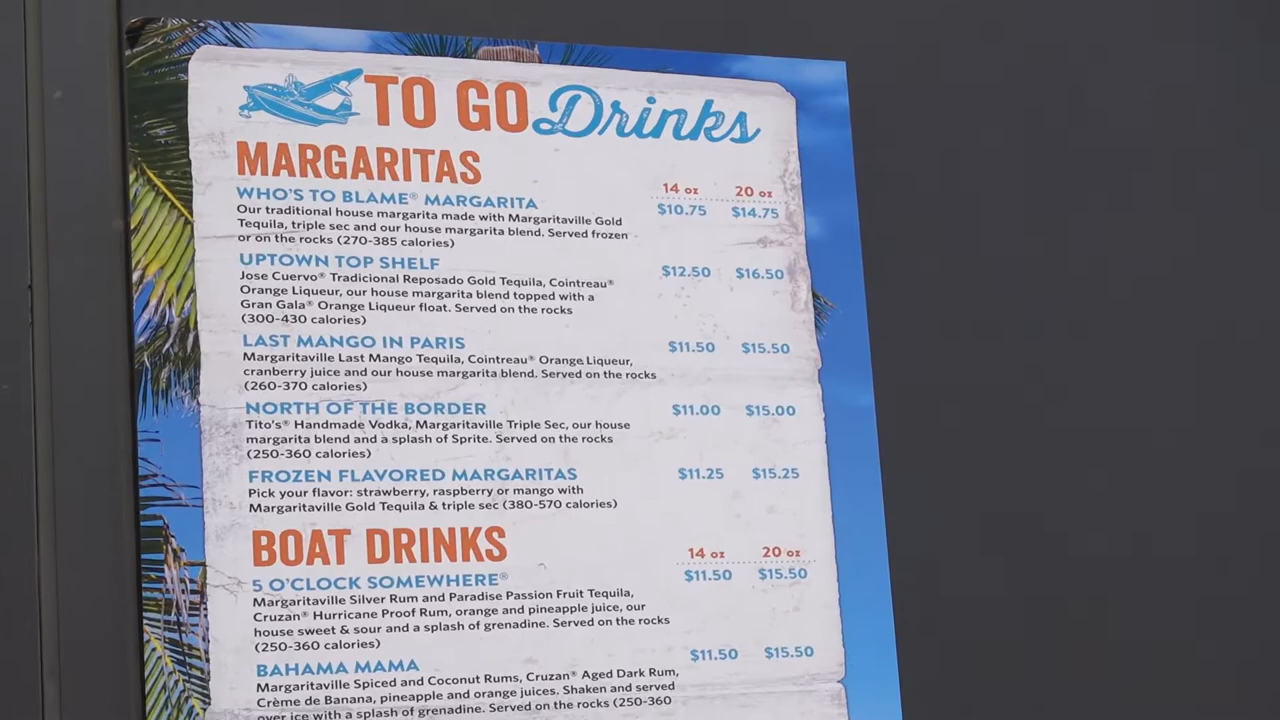 TO GO Drinks
MARGARITAS
14 oz 20 oz
WHO'S TO BLAME® MARGARITA $10.75 $14.75
Our traditional house margarita made with Margaritaville Gold
Tequila, triple sec and our house margarita blend. Served frozen
or on the rocks (270-385 calories)
UPTOWN TOP SHELF $12.50 $16.50
Jose Cuervo® Tradicional Reposado Gold Tequila, Cointreau®
Orange Liqueur, our house margarita blend topped with a
Gran Gala® Orange Liqueur float. Served on the rocks
(300-430 calories)
LAST MANGO IN PARIS $11.50 $15.50
Margaritaville Last Mango Tequila, Cointreau® Orange Liqueur,
cranberry juice and our house margarita blend. Served on the rocks
(260-370 calories)
NORTH OF THE BORDER $11.00 $15.00
Tito's® Handmade Vodka, Margaritaville Triple Sec, our house
margarita blend and a splash of Sprite. Served on the rocks
(250-360 calories)
FROZEN FLAVORED MARGARITAS $11.25 $15.25
Pick your flavor: strawberry, raspberry or mango with
Margaritaville Gold Tequila & triple sec (380-570 calories)
BOAT DRINKS
14 oz 20 oz
5 O'CLOCK SOMEWHERE® $11.50 $15.50
Margaritaville Silver Rum and Paradise Passion Fruit Tequila,
Cruzan® Hurricane Proof Rum, orange and pineapple juice, our
house sweet & sour and a splash of grenadine. Served on the rocks
(250-360 calories)
BAHAMA MAMA $11.50 $15.50
Margaritaville Spiced and Coconut Rums, Cruzan® Aged Dark Rum,
Crème de Banana, pineapple and orange juices. Shaken and served
over ice with a splash of grenadine. Served on the rocks (250-360